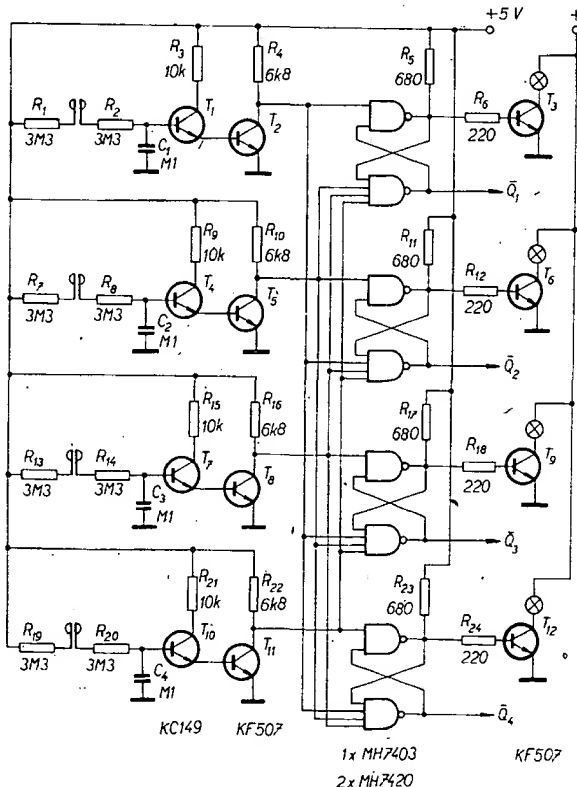 +5 V
+
R3
10k
R4
6k8
R5
680
R1
3M3
R2
3M3
T1
C1
M1
T2
R6
220
T3
Q̄1
R9
10k
R10
6k8
R11
680
R7
3M3
R8
3M3
T4
C2
M1
T5
R12
220
T6
Q̄2
R15
10k
R16
6k8
R17
680
R13
3M3
R14
3M3
T7
C3
M1
T8
R18
220
T9
Q̄3
R21
10k
R22
6k8
R23
680
R19
3M3
R20
3M3
T10
C4
M1
T11
R24
220
T12
Q̄4
KC149
KF507
1x MH7403
2x MH7420
KF507